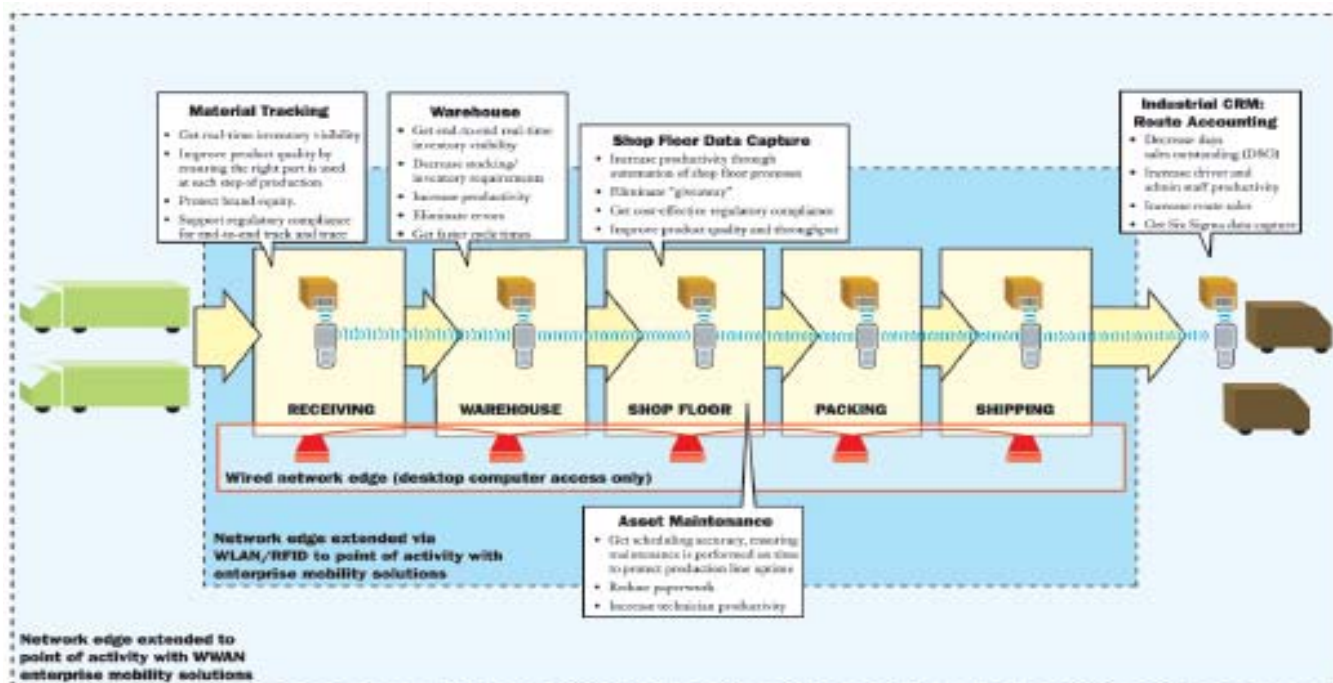 Material Tracking
• Get real-time inventory visibility
• Improve product quality by
ensuring the right part is used
at each step of production
• Protect brand equity.
• Support regulatory compliance
for end-to-end track and trace
Warehouse
• Get end-to-end real-time
inventory visibility
• Decrease stocking/
inventory requirements
• Increase productivity
• Eliminate errors
• Get faster cycle times
Shop Floor Data Capture
• Increase productivity through
automation of shop floor processes
• Eliminate "giveaway"
• Get cost-effective regulatory compliance
• Improve product quality and throughput
Industrial CRM:
Route Accounting
• Decrease days
sales outstanding (DSO)
• Increase driver and
admin staff productivity
• Increase route sales
• Get Six Sigma data capture
RECEIVING
WAREHOUSE
SHOP FLOOR
PACKING
SHIPPING
Wired network edge (desktop computer access only)
Asset Maintenance
• Get scheduling accuracy, ensuring
maintenance is performed on time
to protect production line uptime
• Reduce paperwork
• Increase technician productivity
Network edge extended via
WLAN/RFID to point of activity with
enterprise mobility solutions
Network edge extended to
point of activity with WWAN
enterprise mobility solutions